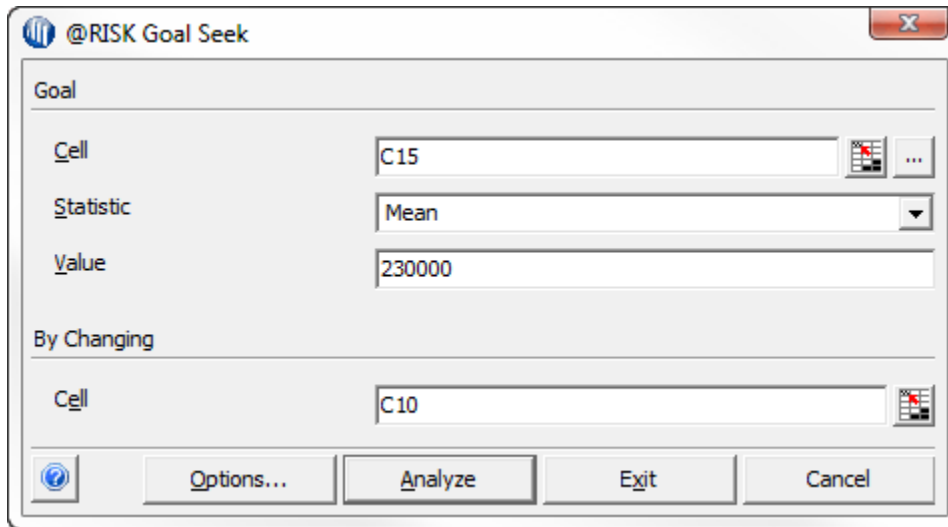 @RISK Goal Seek
Goal
Cell C15 ...
Statistic Mean
Value 230000
By Changing
Cell C10
Options... Analyze Exit Cancel